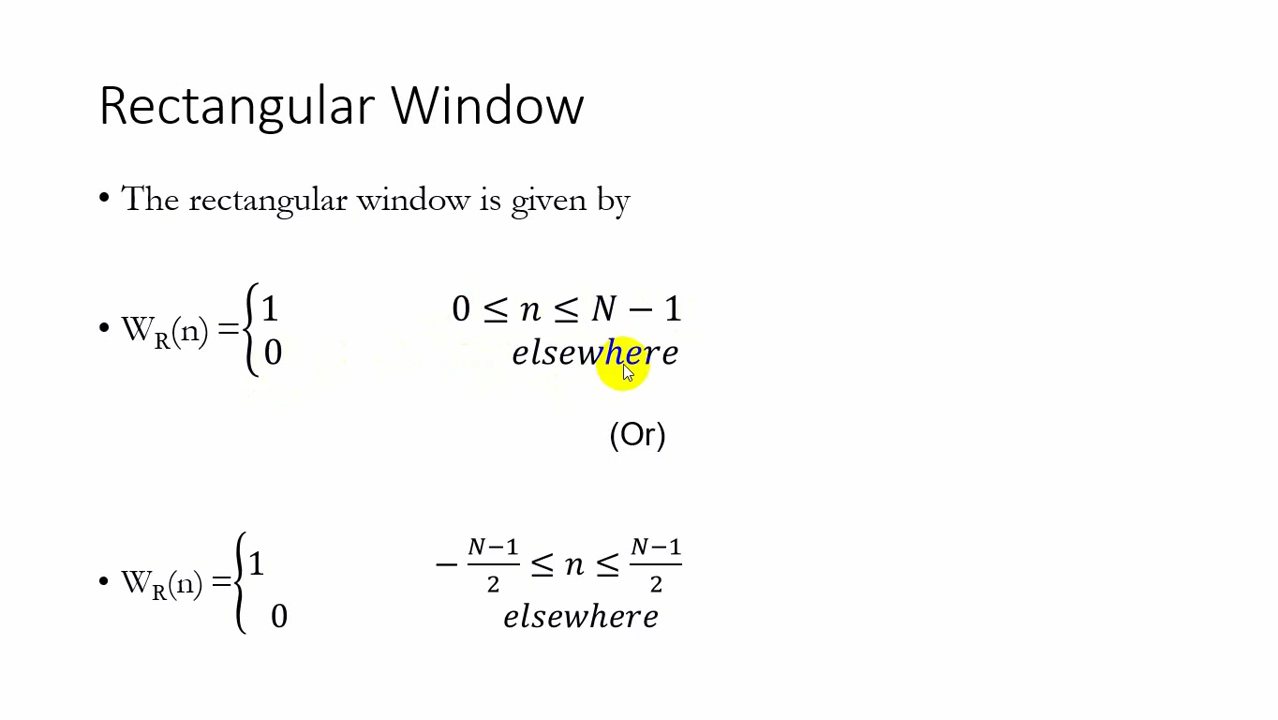 Rectangular Window
• The rectangular window is given by
• W_R(n) = { 1 0 ≤ n ≤ N − 1
0 elsewhere
(Or)
• W_R(n) = { 1 − (N−1)/2 ≤ n ≤ (N−1)/2
0 elsewhere